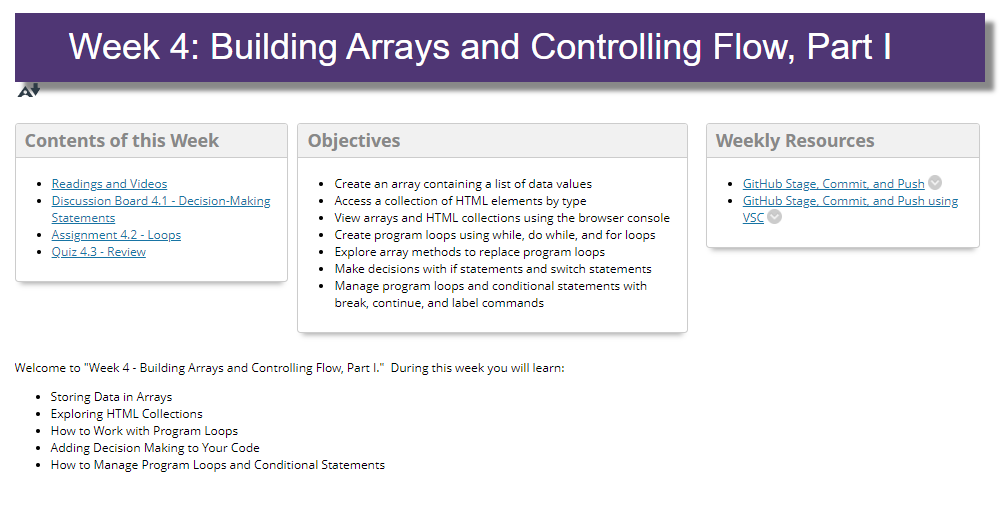 Week 4: Building Arrays and Controlling Flow, Part I
Contents of this Week
Readings and Videos
Discussion Board 4.1 - Decision-Making
Statements
Assignment 4.2 - Loops
Quiz 4.3 - Review
Objectives
Create an array containing a list of data values
Access a collection of HTML elements by type
View arrays and HTML collections using the browser console
Create program loops using while, do while, and for loops
Explore array methods to replace program loops
Make decisions with if statements and switch statements
Manage program loops and conditional statements with
break, continue, and label commands
Weekly Resources
GitHub Stage, Commit, and Push
GitHub Stage, Commit, and Push using
VSC
Welcome to "Week 4 - Building Arrays and Controlling Flow, Part I."  During this week you will learn:
Storing Data in Arrays
Exploring HTML Collections
How to Work with Program Loops
Adding Decision Making to Your Code
How to Manage Program Loops and Conditional Statements